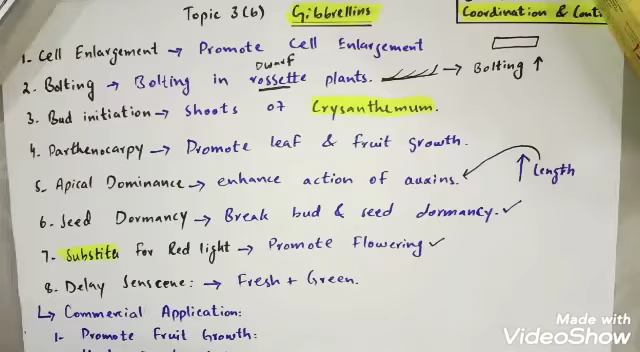 Topic 3(b) Gibbrellins
Coordination & Conti
1. Cell Enlargement → Promote Cell Enlargement
Dwarf
2. Bolting → Bolting in rossette plants. → Bolting ↑
3. Bud initiation → Shoots of Crysanthemum.
4. Parthenocarpy → Promote leaf & fruit growth.
5. Apical Dominance → enhance action of auxins. ↑ length
6. Seed Dormancy → Break bud & seed dormancy. ✓
7. Substitu for Red light → Promote Flowering ✓
8. Delay Senscene: → Fresh + Green.
↳ Commercial Application:
1- Promote Fruit Growth:
Made with
VideoShow